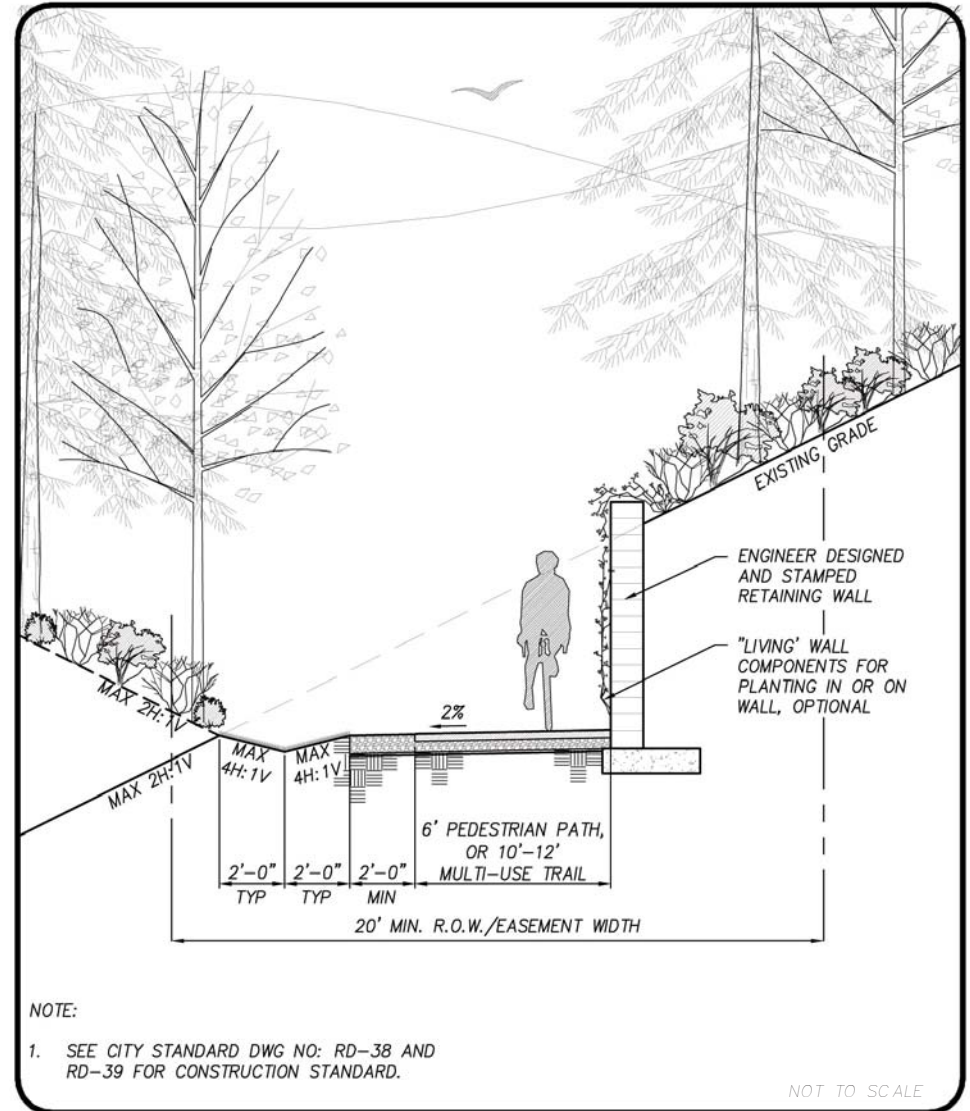 EXISTING GRADE
ENGINEER DESIGNED
AND STAMPED
RETAINING WALL
"LIVING' WALL
COMPONENTS FOR
PLANTING IN OR ON
WALL, OPTIONAL
MAX 2H:1V
MAX 2H:1V
MAX
4H:1V
MAX
4H:1V
2%
6' PEDESTRIAN PATH,
OR 10'-12'
MULTI-USE TRAIL
2'-0"
TYP
2'-0"
TYP
2'-0"
MIN
20' MIN. R.O.W./EASEMENT WIDTH
NOTE:
1. SEE CITY STANDARD DWG NO: RD-38 AND
RD-39 FOR CONSTRUCTION STANDARD.
NOT TO SCALE